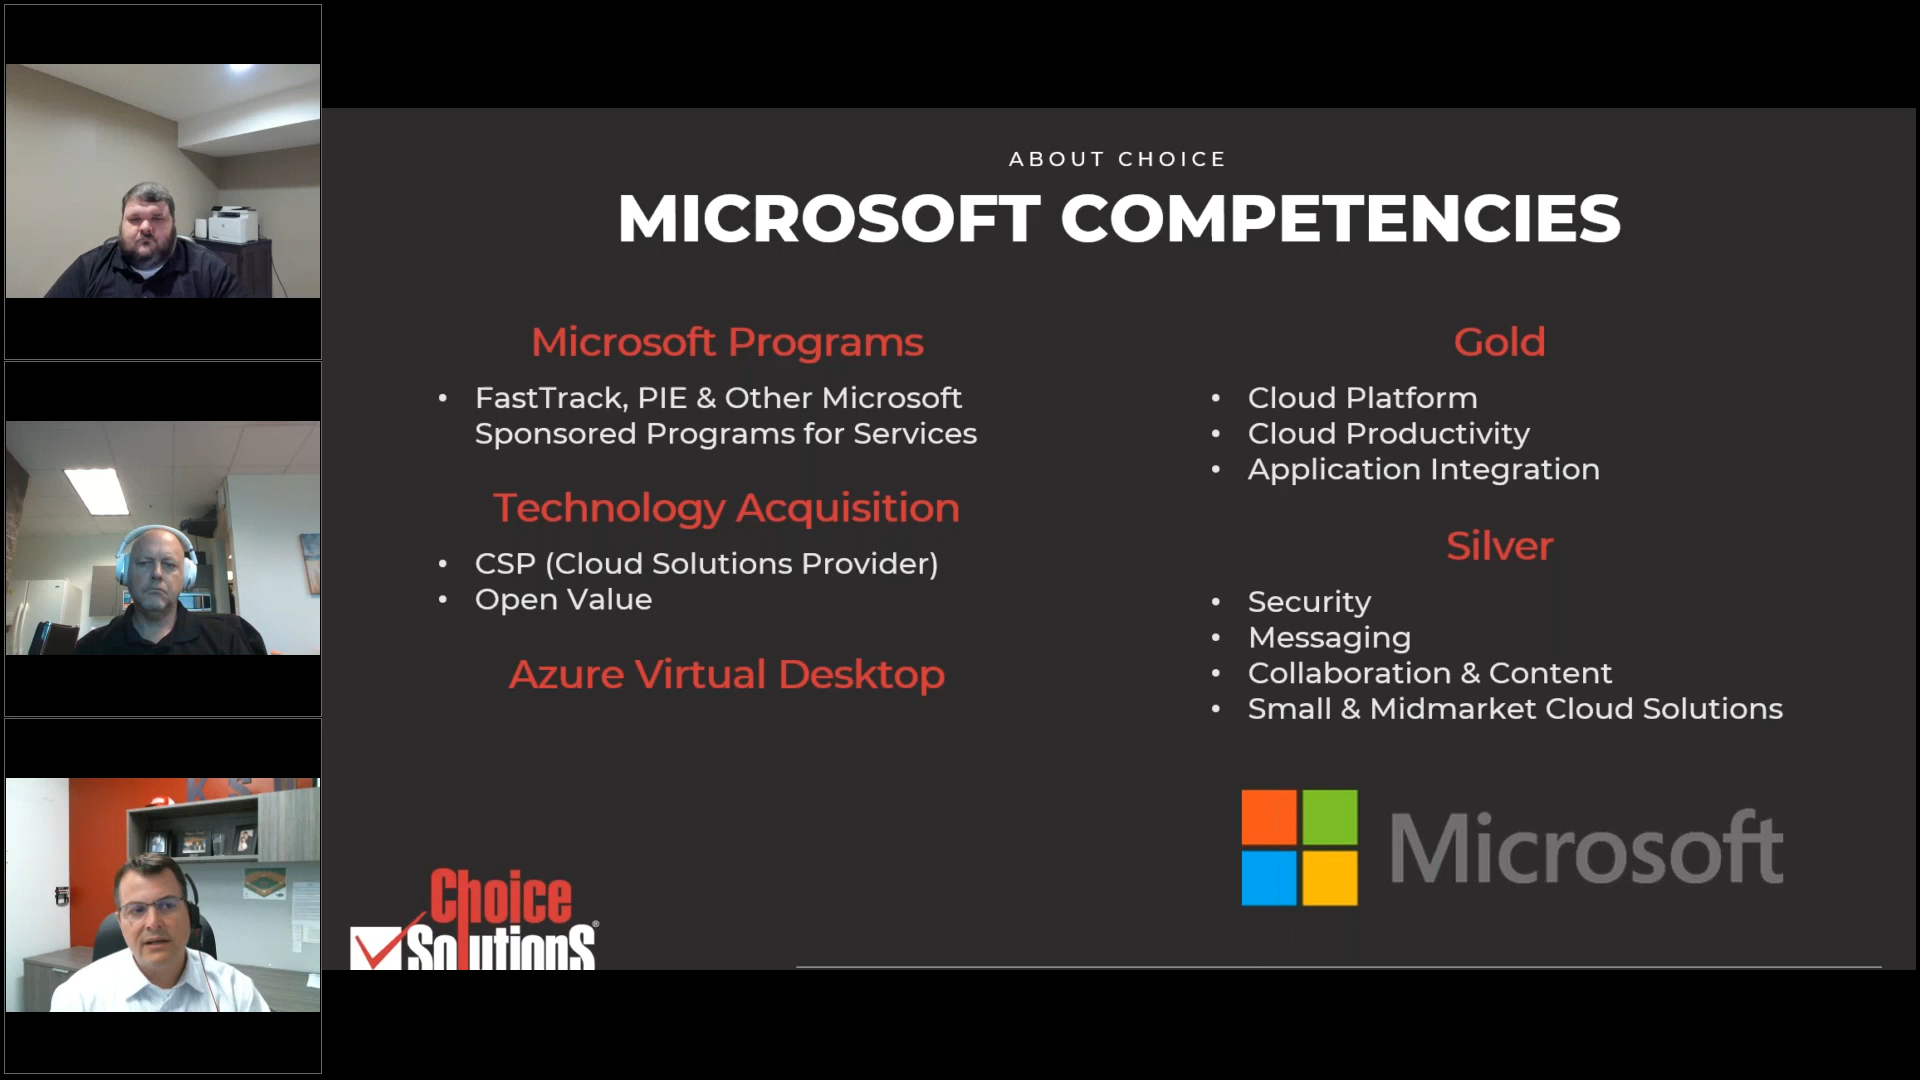 ABOUT CHOICE
MICROSOFT COMPETENCIES
Microsoft Programs
• FastTrack, PIE & Other Microsoft
Sponsored Programs for Services
Technology Acquisition
• CSP (Cloud Solutions Provider)
• Open Value
Azure Virtual Desktop
Gold
• Cloud Platform
• Cloud Productivity
• Application Integration
Silver
• Security
• Messaging
• Collaboration & Content
• Small & Midmarket Cloud Solutions
Microsoft
Choice
Solutions®